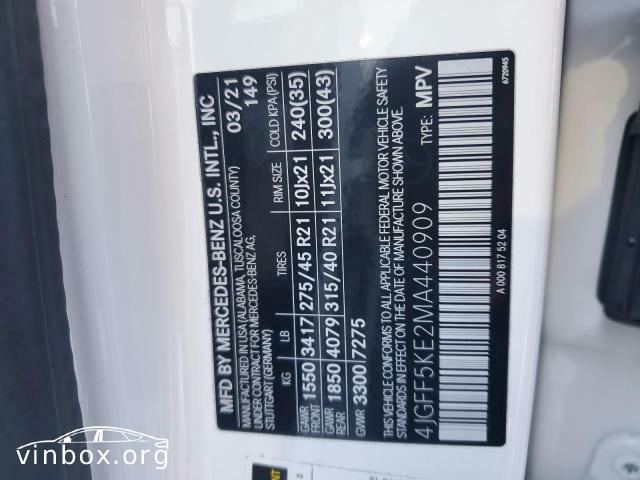 MFD BY MERCEDES-BENZ U.S. INTL., INC
MANUFACTURED IN USA (ALABAMA, TUSCALOOSA COUNTY)
UNDER CONTRACT FOR MERCEDES-BENZ AG,
STUTTGART (GERMANY)
03/21
149
KG LB TIRES RIM SIZE COLD KPA (PSI)
GAWR FRONT 1550 3417 275/45 R21 10Jx21 240(35)
GAWR REAR 1850 4079 315/40 R21 11Jx21 300(43)
GVWR 3300 7275
THIS VEHICLE CONFORMS TO ALL APPLICABLE FEDERAL MOTOR VEHICLE SAFETY
STANDARDS IN EFFECT ON THE DATE OF MANUFACTURE SHOWN ABOVE.
4JGFF5KE2MA440909 TYPE: MPV
A 000 817 52 04
6720945
vinbox.org